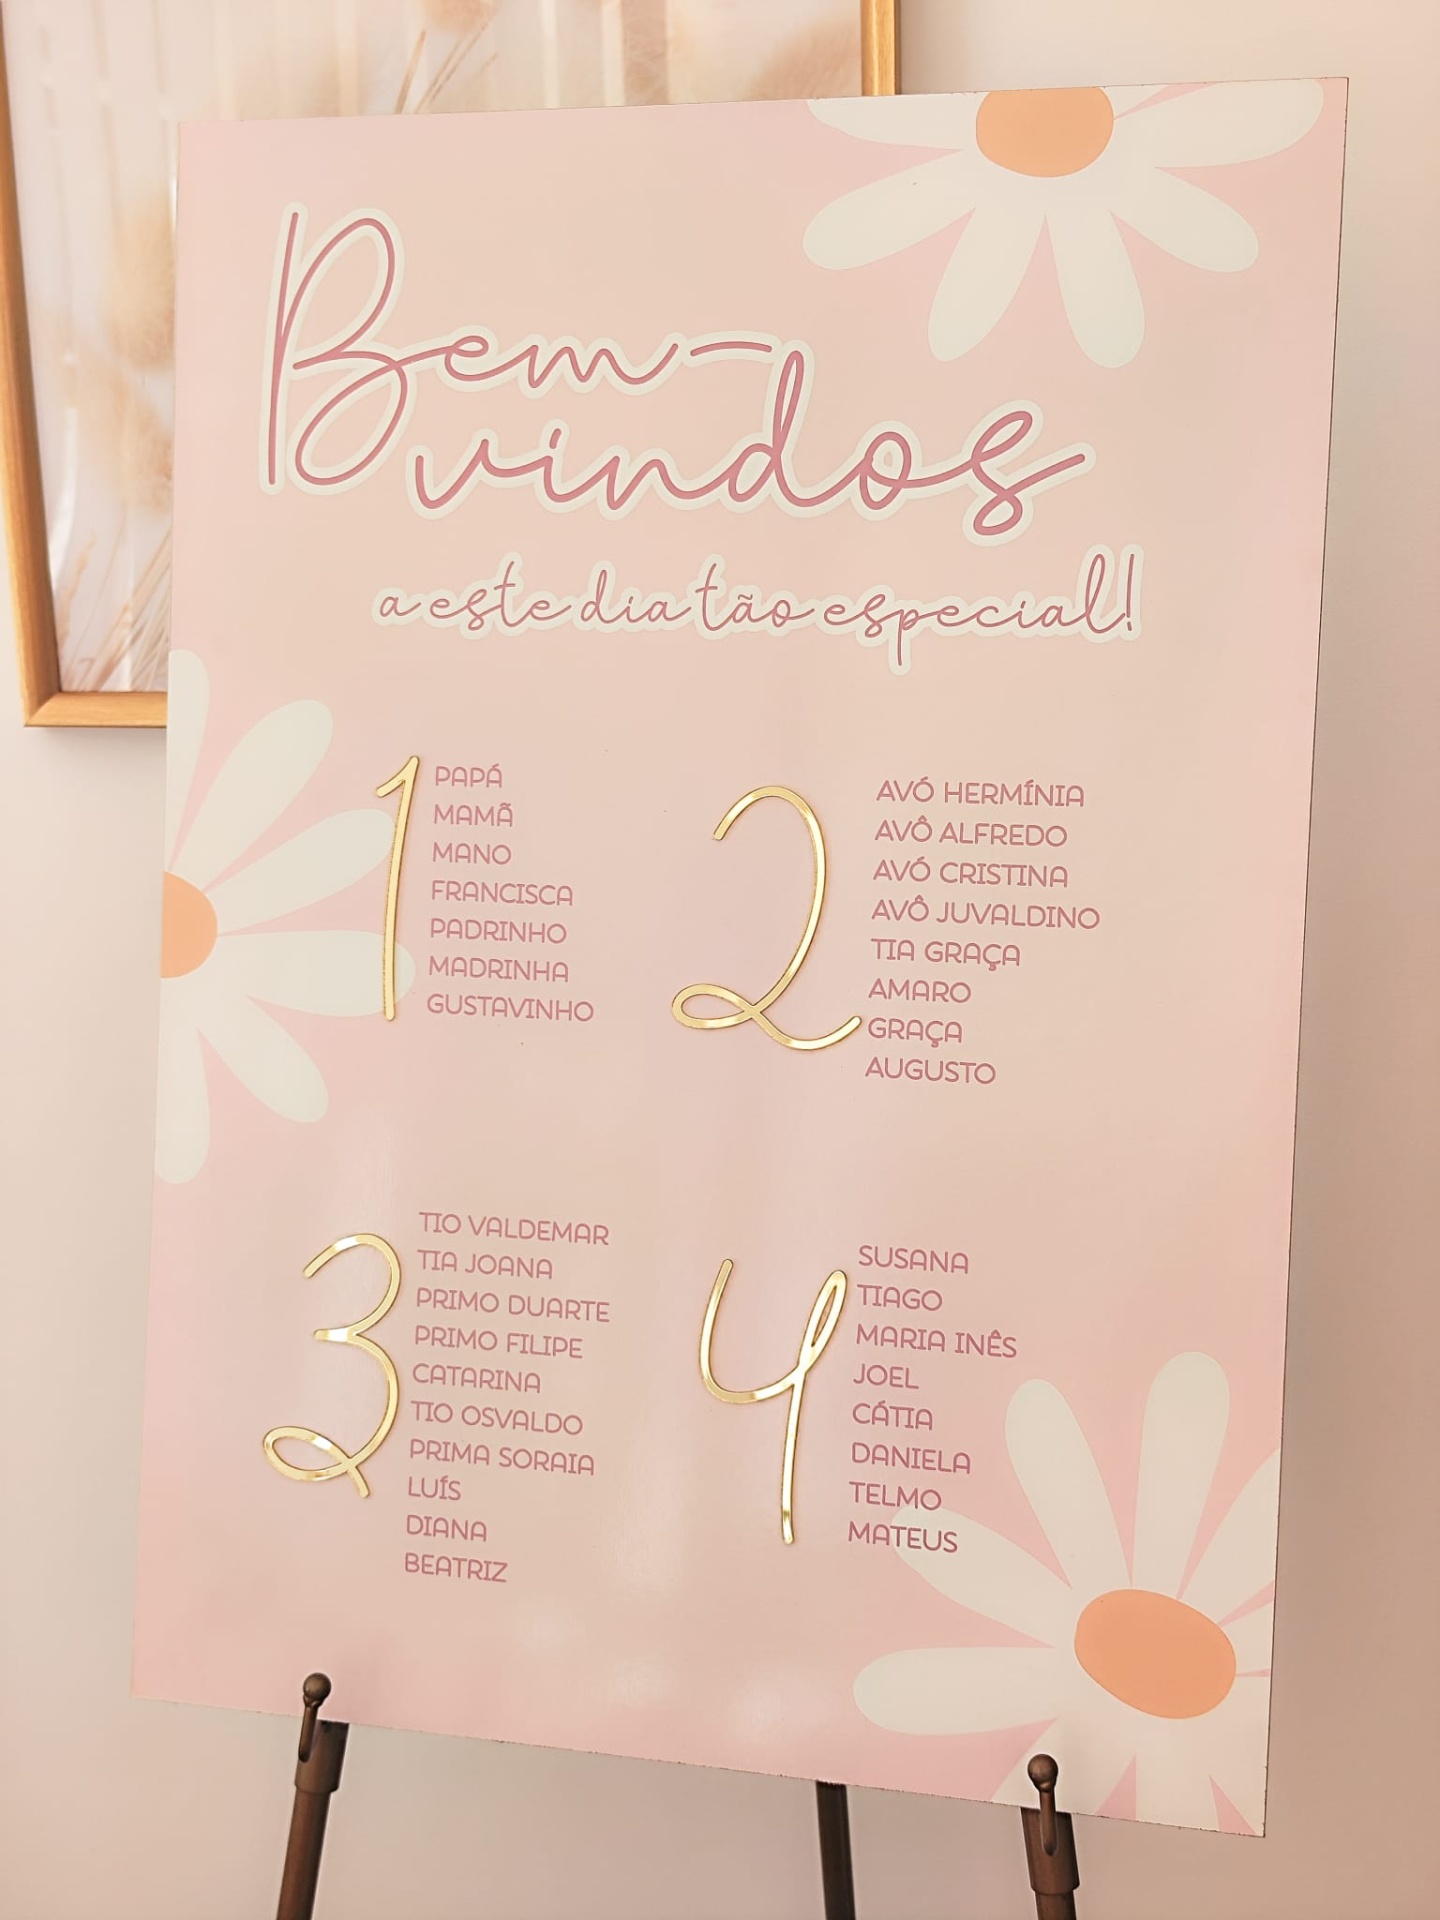 Bem-
vindos
a este dia tão especial!
1
PAPÁ
MAMÃ
MANO
FRANCISCA
PADRINHO
MADRINHA
GUSTAVINHO
2
AVÓ HERMÍNIA
AVÔ ALFREDO
AVÓ CRISTINA
AVÔ JUVALDINO
TIA GRAÇA
AMARO
GRAÇA
AUGUSTO
3
TIO VALDEMAR
TIA JOANA
PRIMO DUARTE
PRIMO FILIPE
CATARINA
TIO OSVALDO
PRIMA SORAIA
LUÍS
DIANA
BEATRIZ
4
SUSANA
TIAGO
MARIA INÊS
JOEL
CÁTIA
DANIELA
TELMO
MATEUS